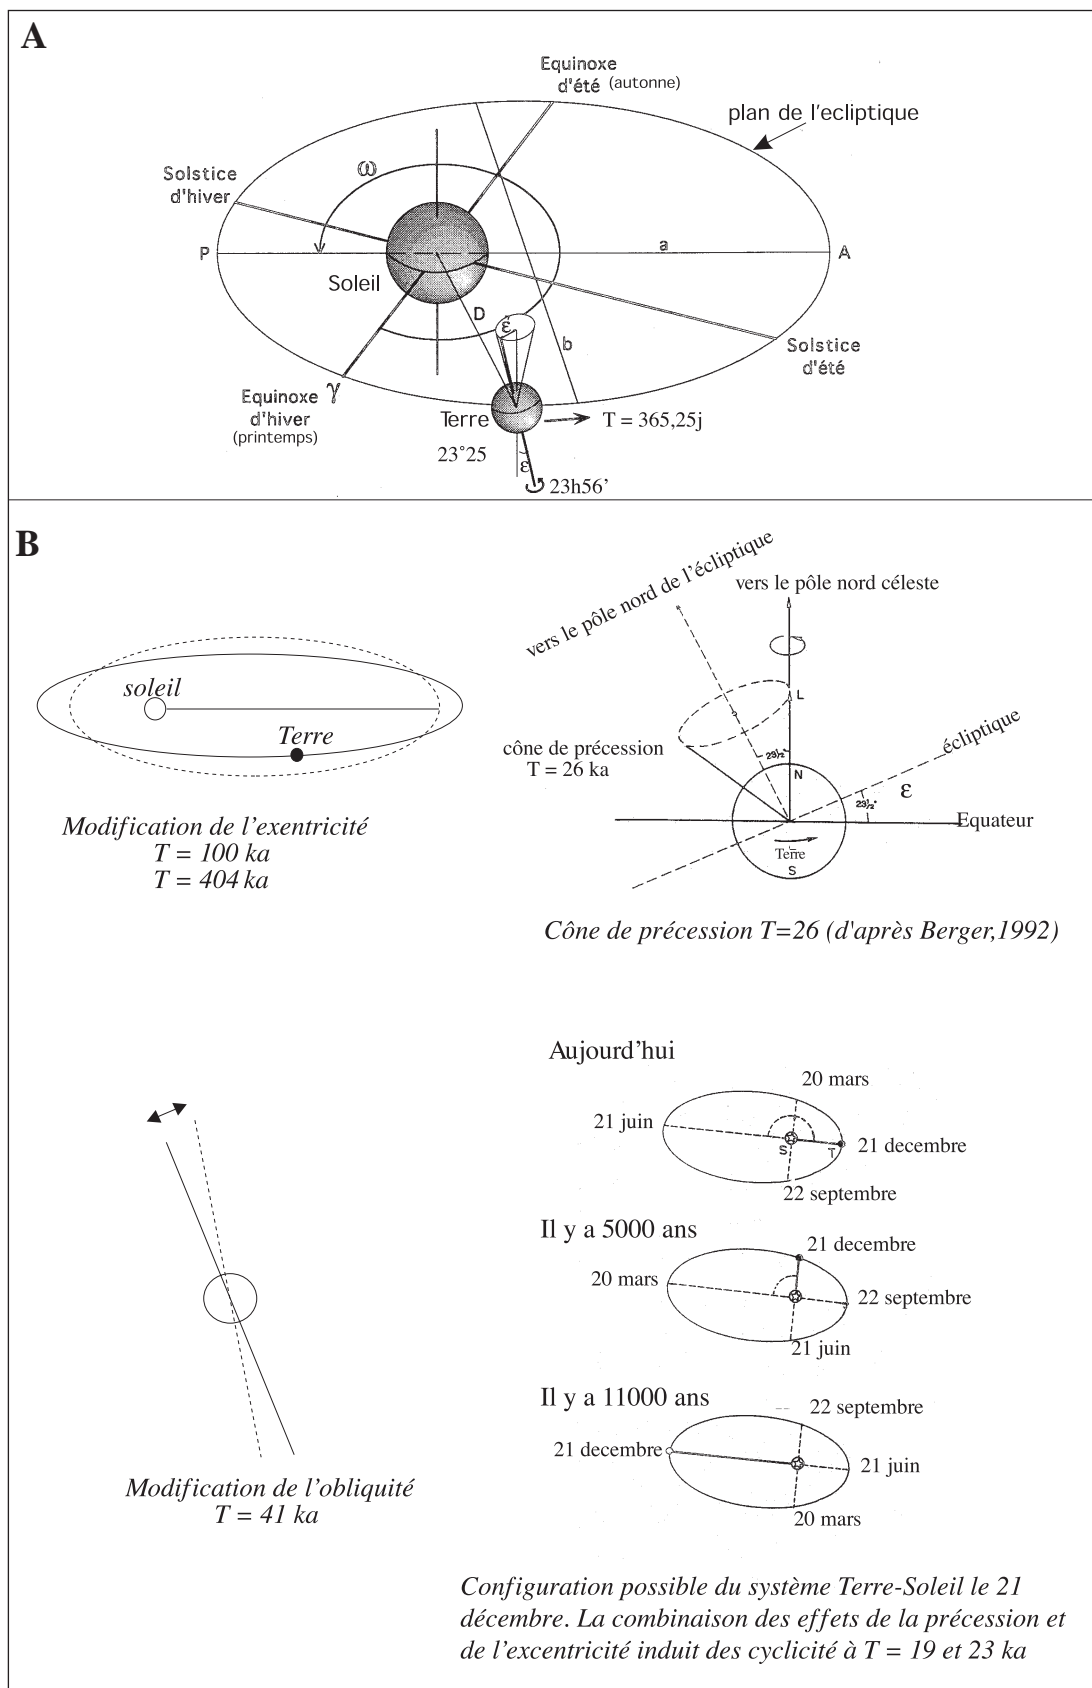 A
Equinoxe
d'été (autonne)
plan de l'ecliptique
Solstice
d'hiver
ω
P
a
A
Soleil
D
ε
b
Solstice
d'été
Equinoxe
d'hiver
(printemps)
γ
Terre
T = 365,25j
23°25
ε
23h56’
B
vers le pôle nord de l’écliptique
vers le pôle nord céleste
soleil
Terre
L
écliptique
cône de précession
T = 26 ka
23½°
N
23½°
ε
Equateur
Terre
S
Modification de l’exentricité
T = 100 ka
T = 404 ka
Cône de précession T=26 (d'après Berger,1992)
Aujourd’hui
20 mars
21 juin
S
T
21 decembre
22 septembre
Il y a 5000 ans
21 decembre
20 mars
22 septembre
21 juin
Il y a 11000 ans
22 septembre
21 decembre
21 juin
20 mars
Modification de l’obliquité
T = 41 ka
Configuration possible du système Terre-Soleil le 21
décembre. La combinaison des effets de la précession et
de l’excentricité induit des cyclicité à T = 19 et 23 ka